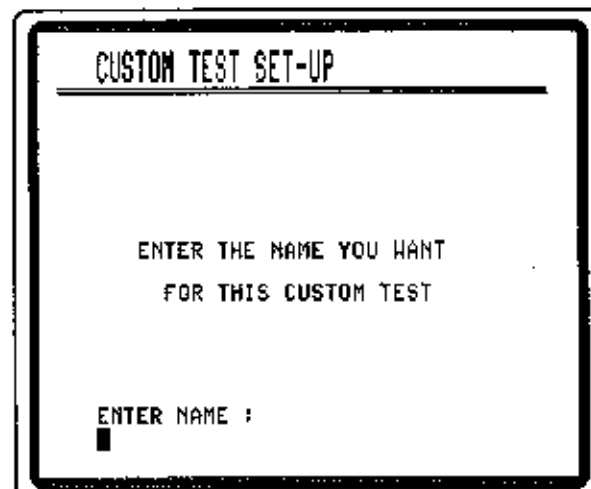 CUSTOM TEST SET-UP
ENTER THE NAME YOU WANT
FOR THIS CUSTOM TEST
ENTER NAME :